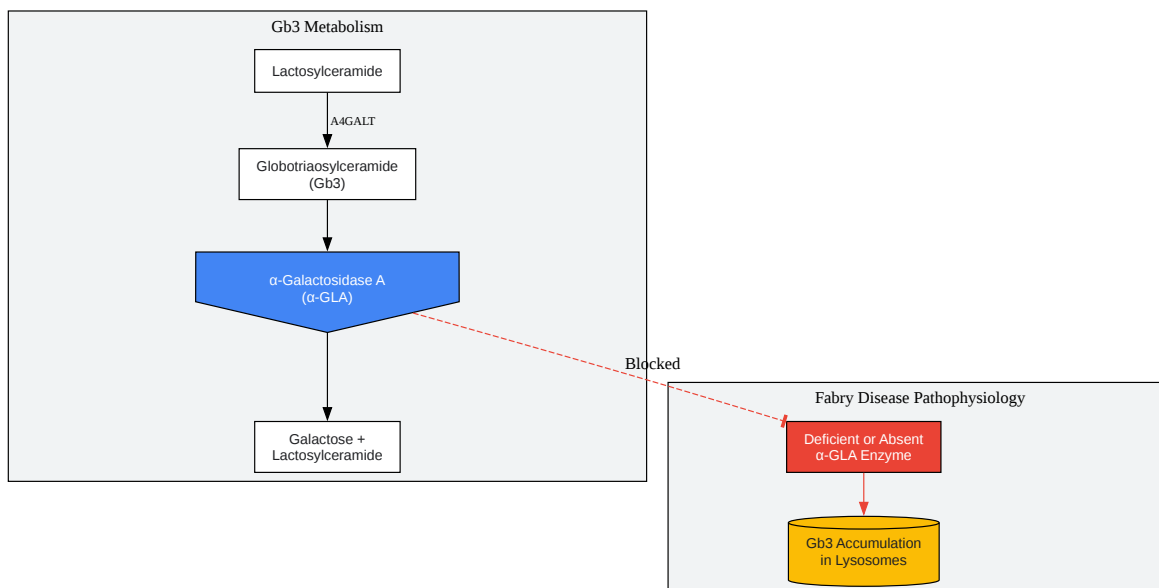 Gb3 Metabolism
Lactosylceramide
A4GALT
Globotriaosylceramide
(Gb3)
α-Galactosidase A
(α-GLA)
Blocked
Galactose +
Lactosylceramide
Fabry Disease Pathophysiology
Deficient or Absent
α-GLA Enzyme
Gb3 Accumulation
in Lysosomes